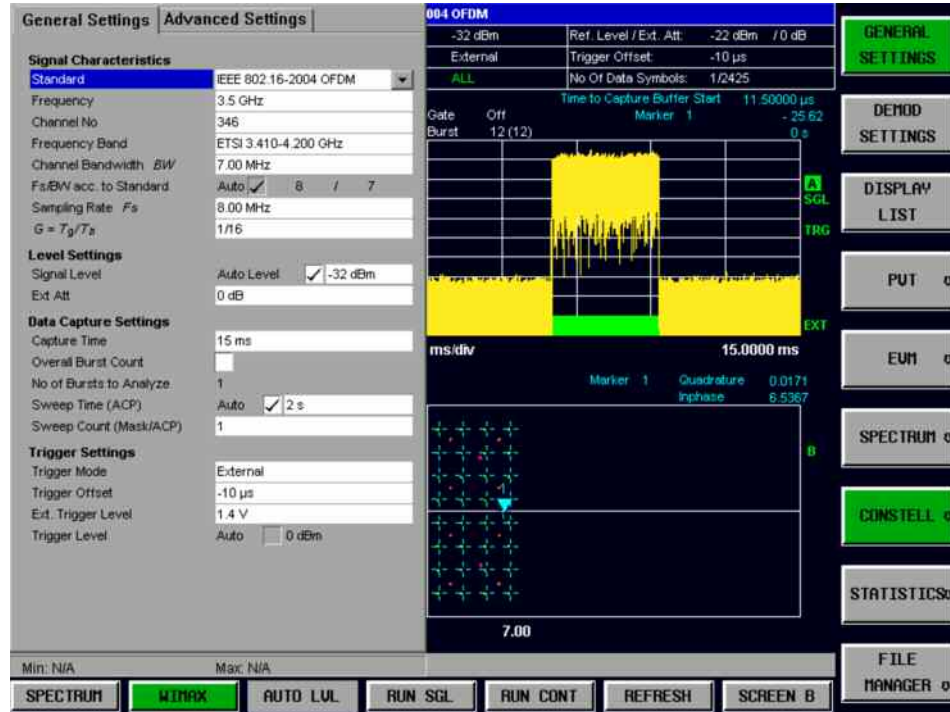 General Settings Advanced Settings
Signal Characteristics
Standard IEEE 802.16-2004 OFDM
Frequency 3.5 GHz
Channel No 346
Frequency Band ETSI 3.410-4.200 GHz
Channel Bandwidth BW 7.00 MHz
Fs/BW acc. to Standard Auto 8 / 7
Sampling Rate Fs 8.00 MHz
G = Tg/Tb 1/16
Level Settings
Signal Level Auto Level -32 dBm
Ext Att 0 dB
Data Capture Settings
Capture Time 15 ms
Overall Burst Count
No of Bursts to Analyze 1
Sweep Time (ACP) Auto 2 s
Sweep Count (Mask/ACP) 1
Trigger Settings
Trigger Mode External
Trigger Offset -10 µs
Ext. Trigger Level 1.4 V
Trigger Level Auto 0 dBm
Min: N/A Max: N/A
004 OFDM
-32 dBm Ref. Level / Ext. Att: -22 dBm / 0 dB
External Trigger Offset: -10 µs
ALL No Of Data Symbols: 1/2425
Time to Capture Buffer Start 11.50000 µs
Gate Off Marker 1 - 25.62
Burst 12 (12) 0 s
A
SGL
TRG
EXT
ms/div 15.0000 ms
Marker 1 Quadrature 0.0171
Inphase 6.5367
1
B
7.00
GENERAL
SETTINGS
DEMOD
SETTINGS
DISPLAY
LIST
PVT
EVM
SPECTRUM
CONSTELL
STATISTICS
FILE
MANAGER
SPECTRUM WIMAX AUTO LVL RUN SGL RUN CONT REFRESH SCREEN B